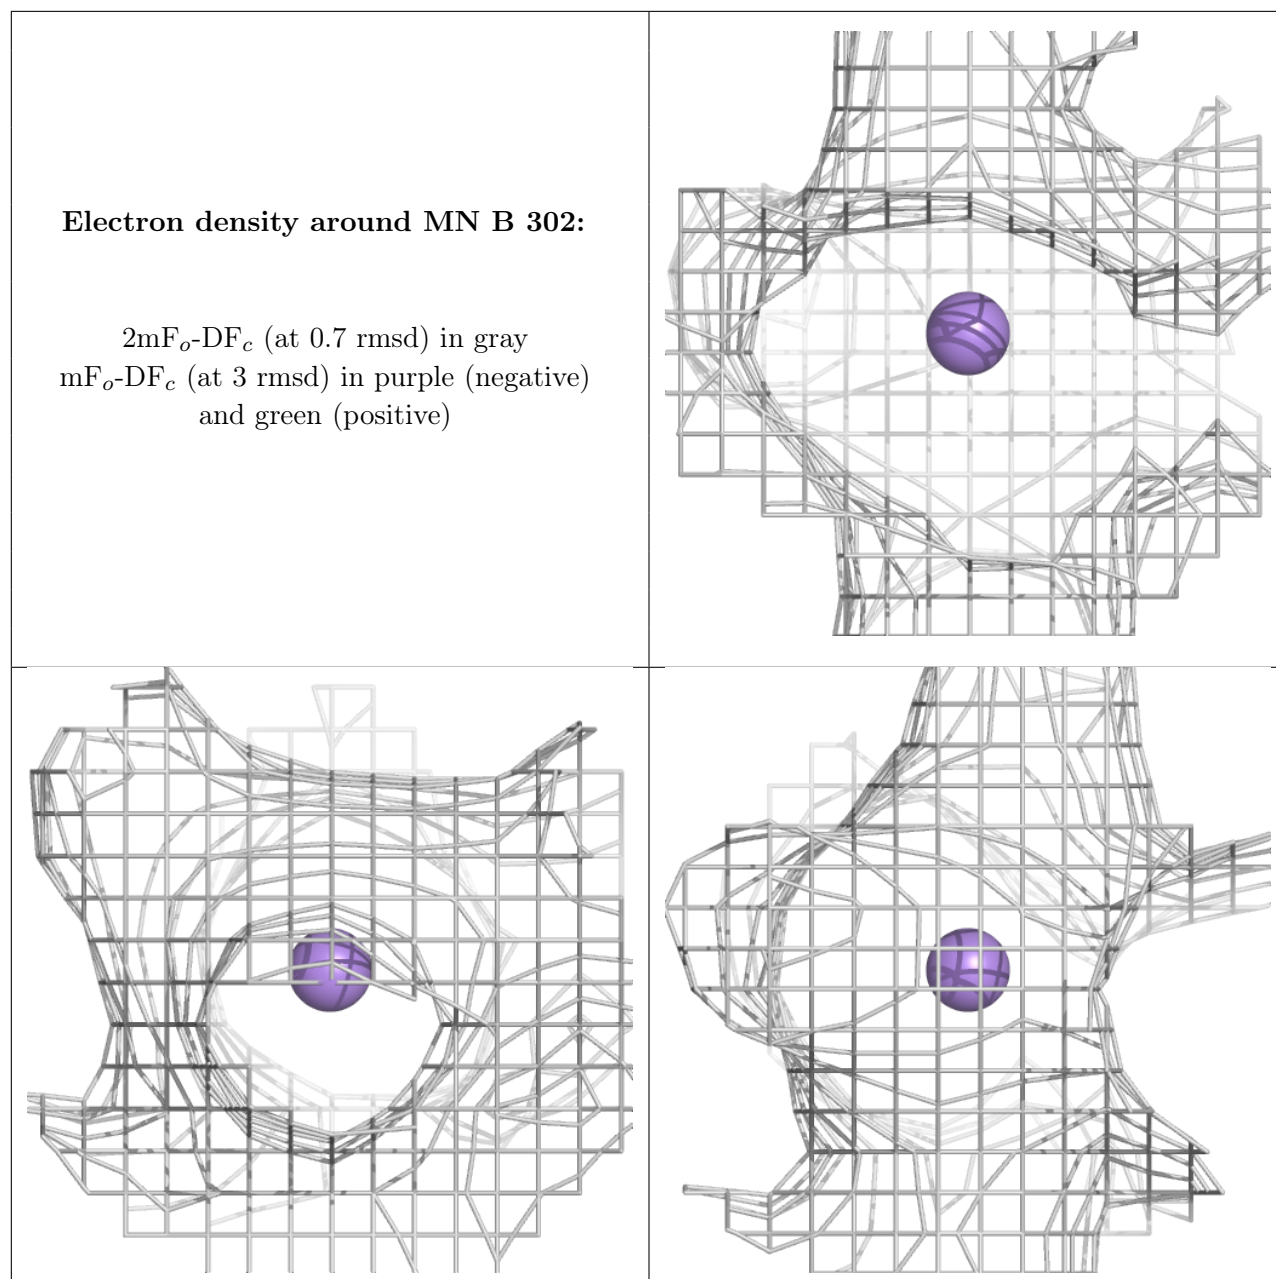 Electron density around MN B 302:
2mFo-DFc (at 0.7 rmsd) in gray
mFo-DFc (at 3 rmsd) in purple (negative)
and green (positive)